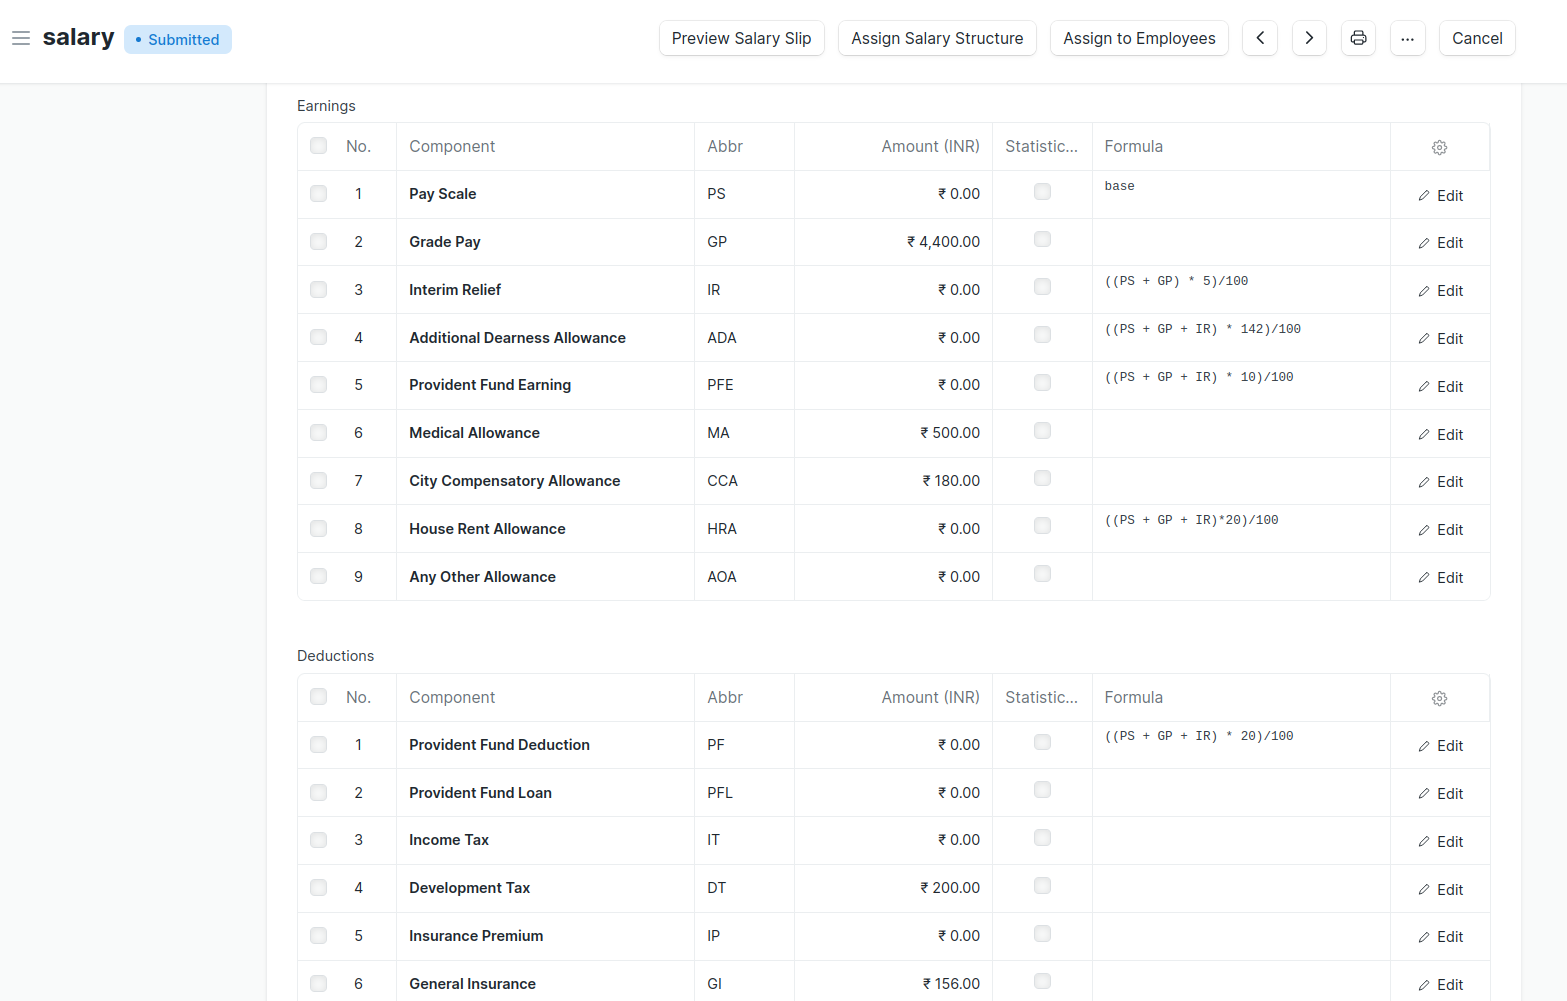 salary • Submitted Preview Salary Slip Assign Salary Structure Assign to Employees ... Cancel
Earnings
No. Component Abbr Amount (INR) Statistic... Formula
1 Pay Scale PS ₹ 0.00 base Edit
2 Grade Pay GP ₹ 4,400.00 Edit
3 Interim Relief IR ₹ 0.00 ((PS + GP) * 5)/100 Edit
4 Additional Dearness Allowance ADA ₹ 0.00 ((PS + GP + IR) * 142)/100 Edit
5 Provident Fund Earning PFE ₹ 0.00 ((PS + GP + IR) * 10)/100 Edit
6 Medical Allowance MA ₹ 500.00 Edit
7 City Compensatory Allowance CCA ₹ 180.00 Edit
8 House Rent Allowance HRA ₹ 0.00 ((PS + GP + IR)*20)/100 Edit
9 Any Other Allowance AOA ₹ 0.00 Edit
Deductions
No. Component Abbr Amount (INR) Statistic... Formula
1 Provident Fund Deduction PF ₹ 0.00 ((PS + GP + IR) * 20)/100 Edit
2 Provident Fund Loan PFL ₹ 0.00 Edit
3 Income Tax IT ₹ 0.00 Edit
4 Development Tax DT ₹ 200.00 Edit
5 Insurance Premium IP ₹ 0.00 Edit
6 General Insurance GI ₹ 156.00 Edit